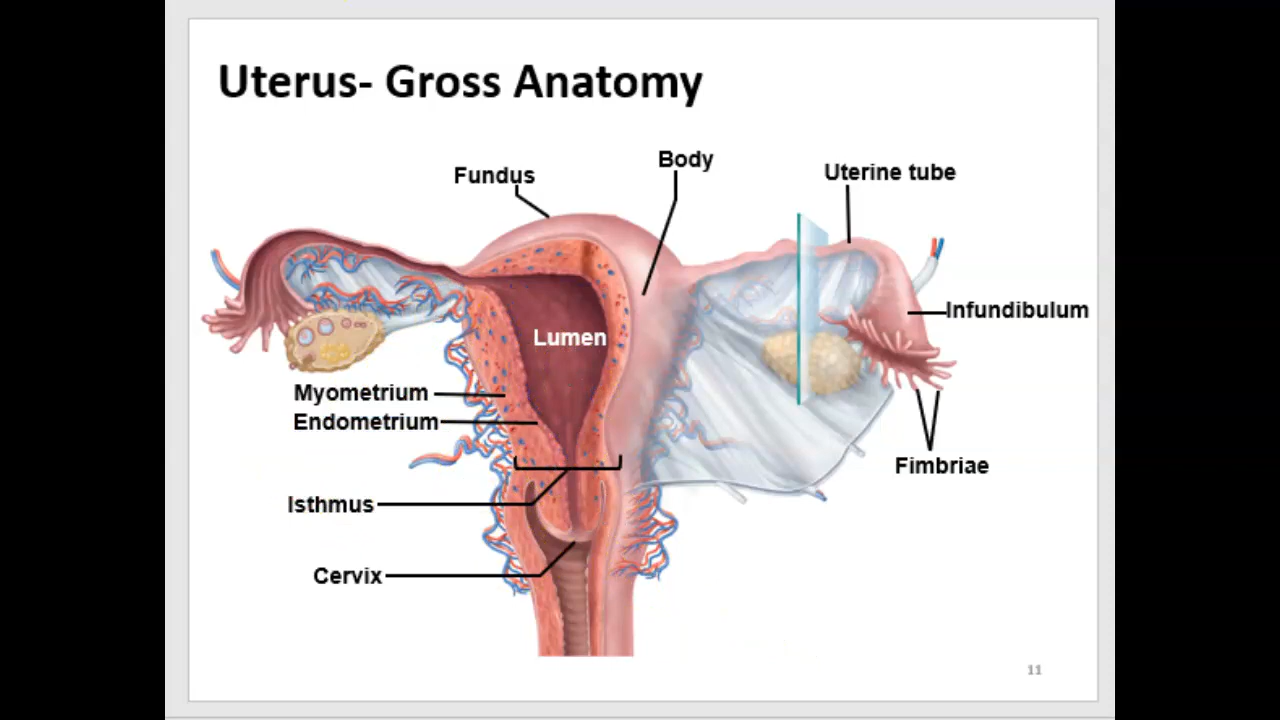 Uterus- Gross Anatomy
Body
Fundus
Uterine tube
Infundibulum
Lumen
Myometrium
Endometrium
Fimbriae
Isthmus
Cervix
11